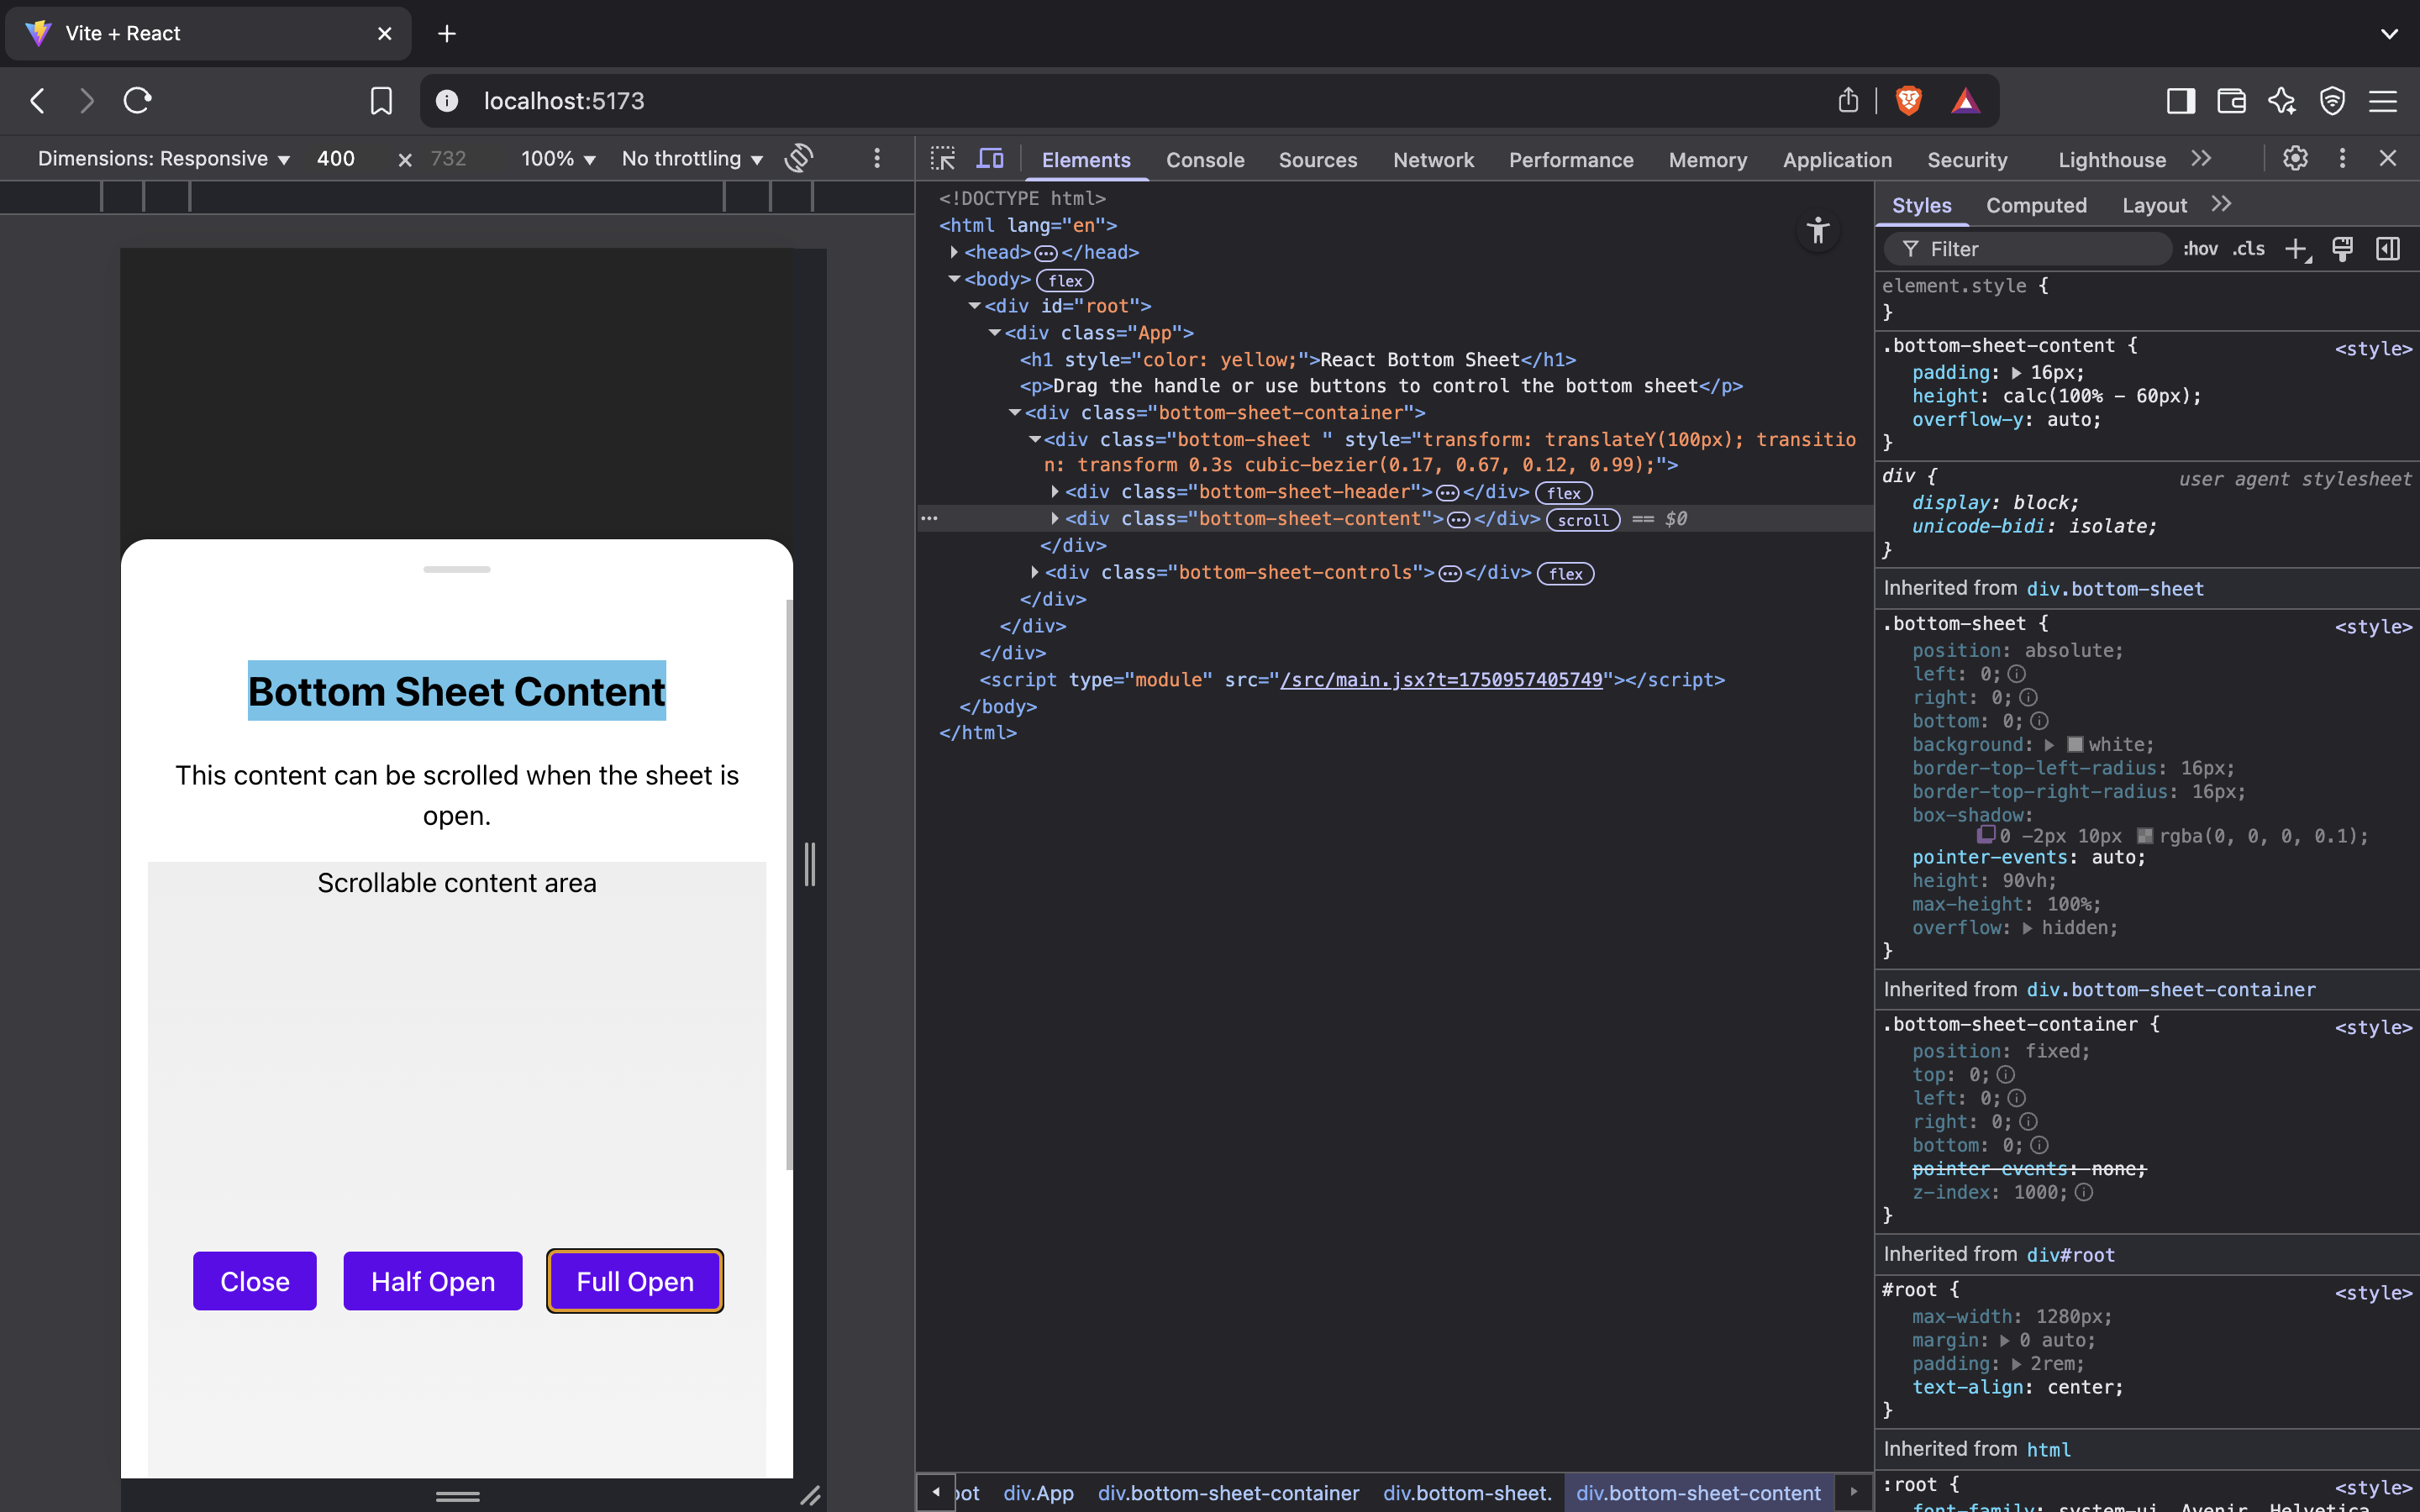 Vite + React
localhost:5173
Dimensions: Responsive 400 x 732 100% No throttling
Elements Console Sources Network Performance Memory Application Security Lighthouse
<!DOCTYPE html>
<html lang="en">
<head> </head>
<body> flex
<div id="root">
<div class="App">
<h1 style="color: yellow;">React Bottom Sheet</h1>
<p>Drag the handle or use buttons to control the bottom sheet</p>
<div class="bottom-sheet-container">
<div class="bottom-sheet " style="transform: translateY(100px); transitio
n: transform 0.3s cubic-bezier(0.17, 0.67, 0.12, 0.99);">
<div class="bottom-sheet-header"> </div> flex
<div class="bottom-sheet-content"> </div> scroll == $0
</div>
<div class="bottom-sheet-controls"> </div> flex
</div>
</div>
</div>
<script type="module" src="/src/main.jsx?t=1750957405749"></script>
</body>
</html>
Bottom Sheet Content
This content can be scrolled when the sheet is
open.
Scrollable content area
Close Half Open Full Open
oot div.App div.bottom-sheet-container div.bottom-sheet. div.bottom-sheet-content
Styles Computed Layout
Filter :hov .cls
element.style {
}
.bottom-sheet-content { <style>
padding: 16px;
height: calc(100% - 60px);
overflow-y: auto;
}
div { user agent stylesheet
display: block;
unicode-bidi: isolate;
}
Inherited from div.bottom-sheet
.bottom-sheet { <style>
position: absolute;
left: 0;
right: 0;
bottom: 0;
background: white;
border-top-left-radius: 16px;
border-top-right-radius: 16px;
box-shadow:
0 -2px 10px rgba(0, 0, 0, 0.1);
pointer-events: auto;
height: 90vh;
max-height: 100%;
overflow: hidden;
}
Inherited from div.bottom-sheet-container
.bottom-sheet-container { <style>
position: fixed;
top: 0;
left: 0;
right: 0;
bottom: 0;
pointer-events: none;
z-index: 1000;
}
Inherited from div#root
#root { <style>
max-width: 1280px;
margin: 0 auto;
padding: 2rem;
text-align: center;
}
Inherited from html
:root { <style>
font-family: system-ui, Avenir, Helvetica,